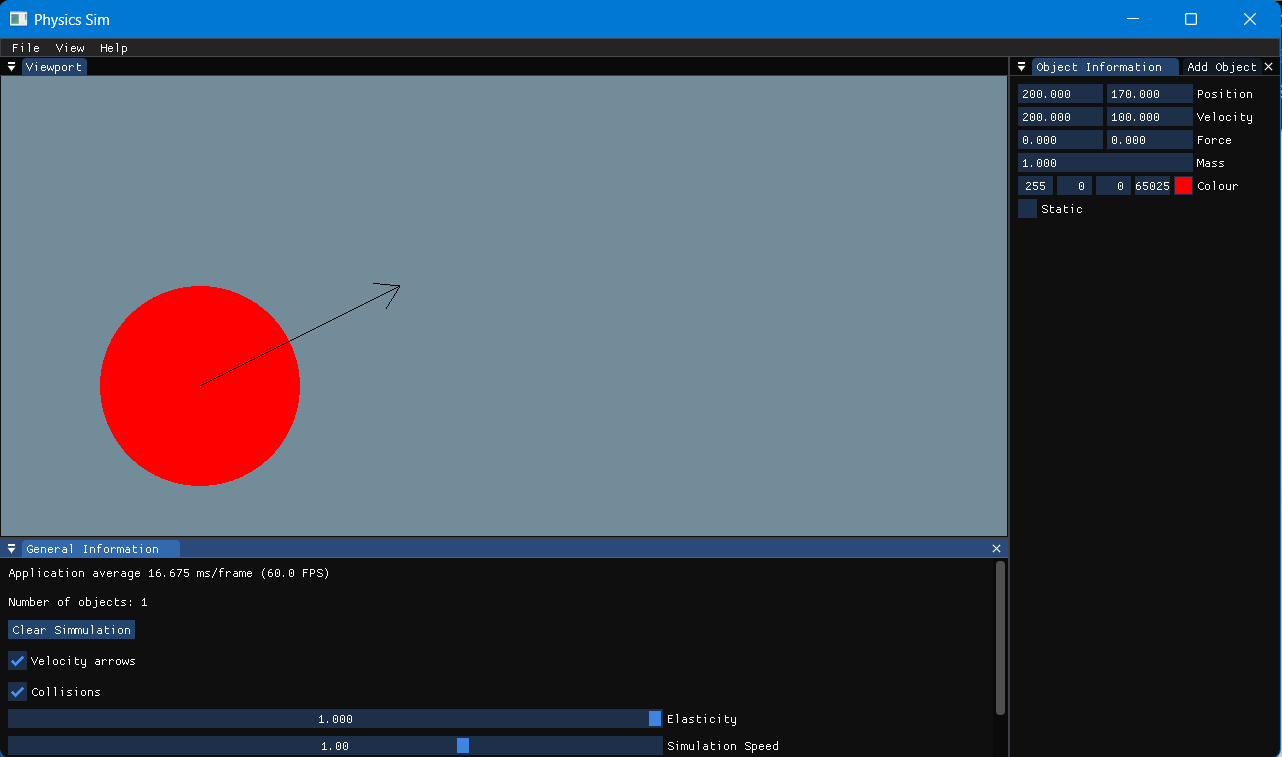 Physics Sim
File View Help
Viewport
Object Information Add Object
200.000 170.000 Position
200.000 100.000 Velocity
0.000 0.000 Force
1.000 Mass
255 0 0 65025 Colour
Static
General Information
Application average 16.675 ms/frame (60.0 FPS)
Number of objects: 1
Clear Simmulation
Velocity arrows
Collisions
1.000 Elasticity
1.00 Simulation Speed